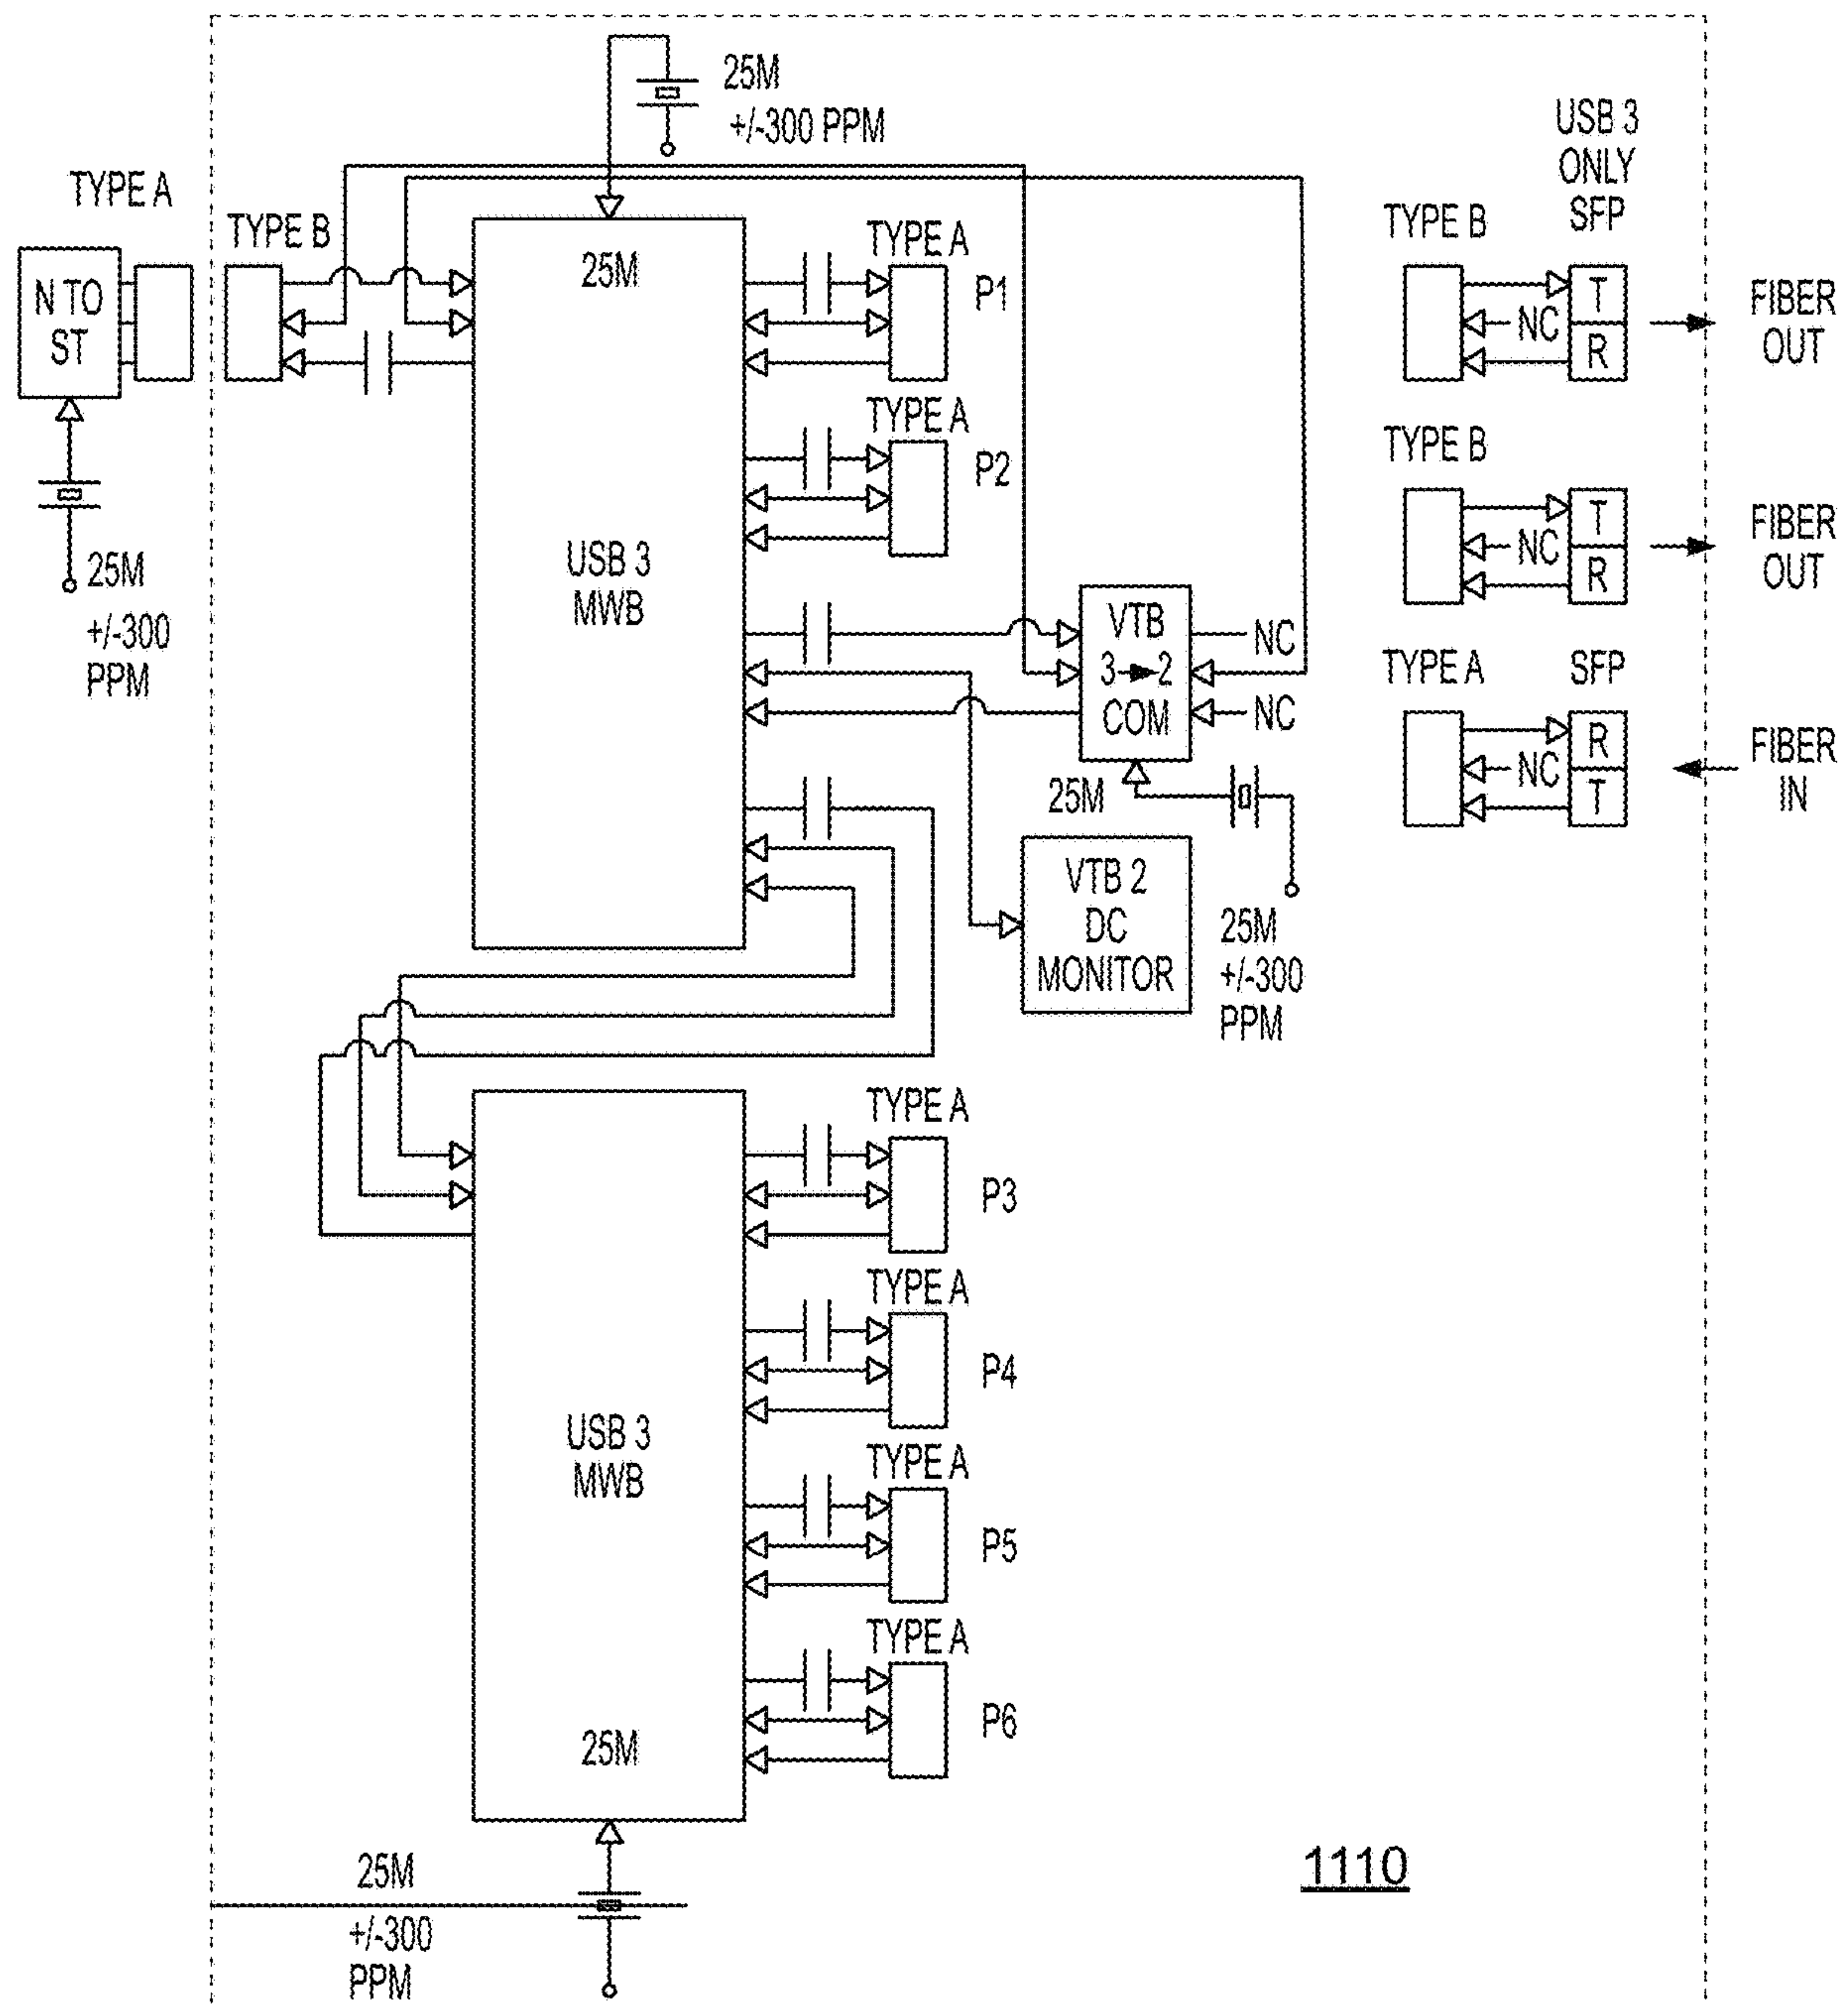 25M
+/-300 PPM
TYPE A
TYPE B
N TO
ST
25M
+/-300
PPM
25M
USB 3
MWB
TYPE A
P1
TYPE A
P2
VTB
3 2
COM
NC
NC
25M
25M
+/-300
PPM
VTB 2
DC
MONITOR
USB 3
ONLY
SFP
TYPE B
T
NC
R
FIBER
OUT
TYPE B
T
NC
R
FIBER
OUT
TYPE A
SFP
R
NC
T
FIBER
IN
USB 3
MWB
25M
TYPE A
P3
TYPE A
P4
TYPE A
P5
TYPE A
P6
25M
+/-300
PPM
1110